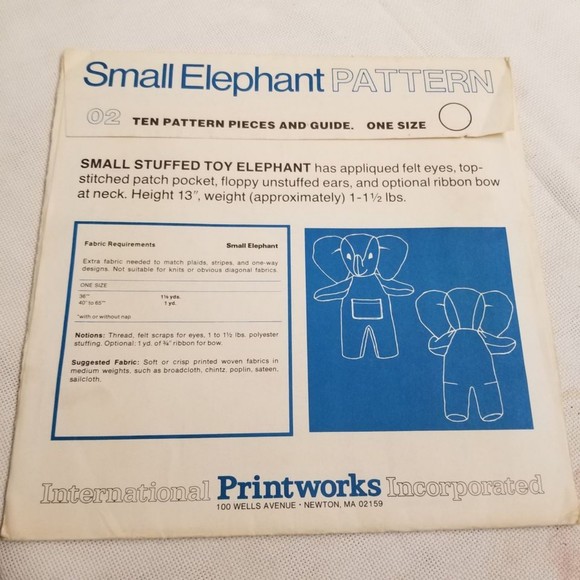 Small Elephant PATTERN
02 TEN PATTERN PIECES AND GUIDE. ONE SIZE
SMALL STUFFED TOY ELEPHANT has appliqued felt eyes, top-
stitched patch pocket, floppy unstuffed ears, and optional ribbon bow
at neck. Height 13", weight (approximately) 1-1½ lbs.
Fabric Requirements Small Elephant
Extra fabric needed to match plaids, stripes, and one-way
designs. Not suitable for knits or obvious diagonal fabrics.
ONE SIZE
36"* 1⅛ yds.
40" to 65"* 1 yd.
*with or without nap
Notions: Thread, felt scraps for eyes, 1 to 1½ lbs. polyester
stuffing. Optional: 1 yd. of ¾" ribbon for bow.
Suggested Fabric: Soft or crisp printed woven fabrics in
medium weights, such as broadcloth, chintz, poplin, sateen,
sailcloth.
International Printworks Incorporated
100 WELLS AVENUE • NEWTON, MA 02159